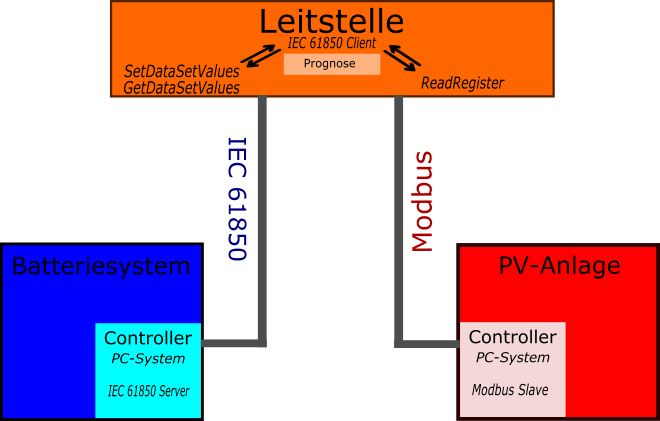 Leitstelle
IEC 61850 Client
Prognose
SetDataSetValues
GetDataSetValues
ReadRegister
IEC 61850
Modbus
Batteriesystem
Controller
PC-System
IEC 61850 Server
PV-Anlage
Controller
PC-System
Modbus Slave